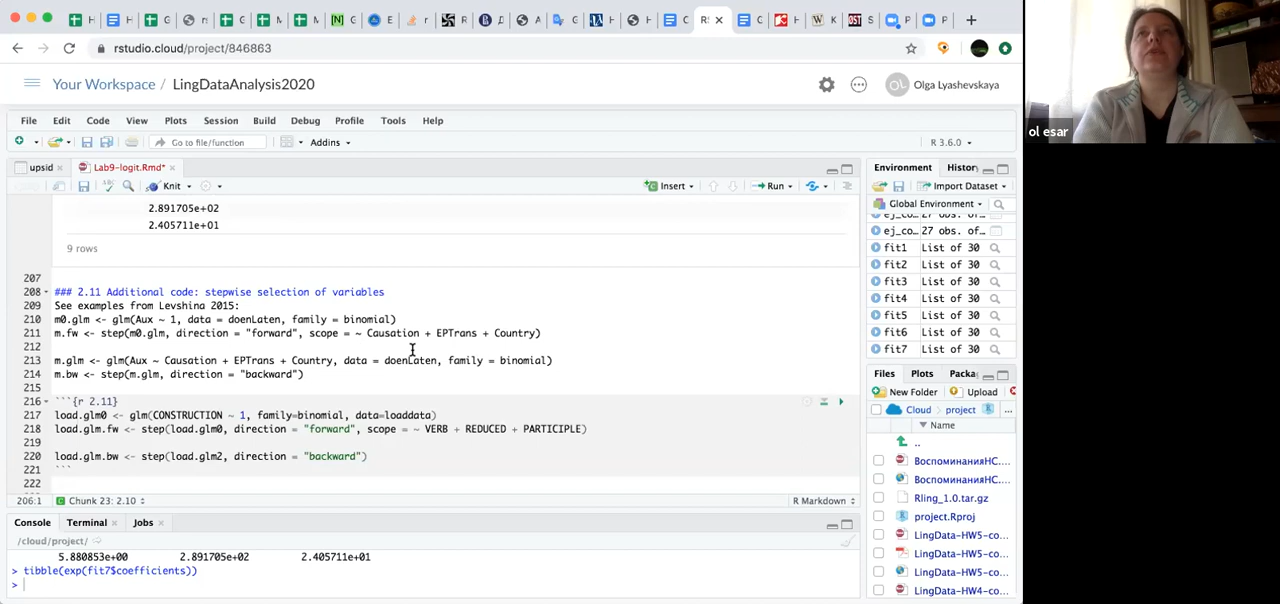 rstudio.cloud/project/846863
Your Workspace / LingDataAnalysis2020
OL Olga Lyashevskaya
ol esar
File Edit Code View Plots Session Build Debug Profile Tools Help
Go to file/function Addins R 3.6.0
upsid Lab9-logit.Rmd*
Knit Insert Run
2.891705e+02
2.405711e+01
9 rows
207
208 ### 2.11 Additional code: stepwise selection of variables
209 See examples from Levshina 2015:
210 m0.glm <- glm(Aux ~ 1, data = doenLaten, family = binomial)
211 m.fw <- step(m0.glm, direction = "forward", scope = ~ Causation + EPTrans + Country)
212
213 m.glm <- glm(Aux ~ Causation + EPTrans + Country, data = doenLaten, family = binomial)
214 m.bw <- step(m.glm, direction = "backward")
215
216 ```{r 2.11}
217 load.glm0 <- glm(CONSTRUCTION ~ 1, family=binomial, data=loaddata)
218 load.glm.fw <- step(load.glm0, direction = "forward", scope = ~ VERB + REDUCED + PARTICIPLE)
219
220 load.glm.bw <- step(load.glm2, direction = "backward")
221 ```
222
206:1 Chunk 23: 2.10 R Markdown
Console Terminal Jobs
/cloud/project/
5.880853e+00 2.891705e+02 2.405711e+01
> tibble(exp(fit7$coefficients))
>
Environment Histor
Import Dataset
Global Environment
ej_co… 27 obs. of…
fit1 List of 30
fit2 List of 30
fit3 List of 30
fit4 List of 30
fit5 List of 30
fit6 List of 30
fit7 List of 30
Files Plots Packa
New Folder Upload
Cloud project ...
Name
..
ВоспоминанияНС....
ВоспоминанияНС....
Rling_1.0.tar.gz
project.Rproj
LingData-HW5-co...
LingData-HW5-co...
LingData-HW5-co...
LingData-HW4-co...